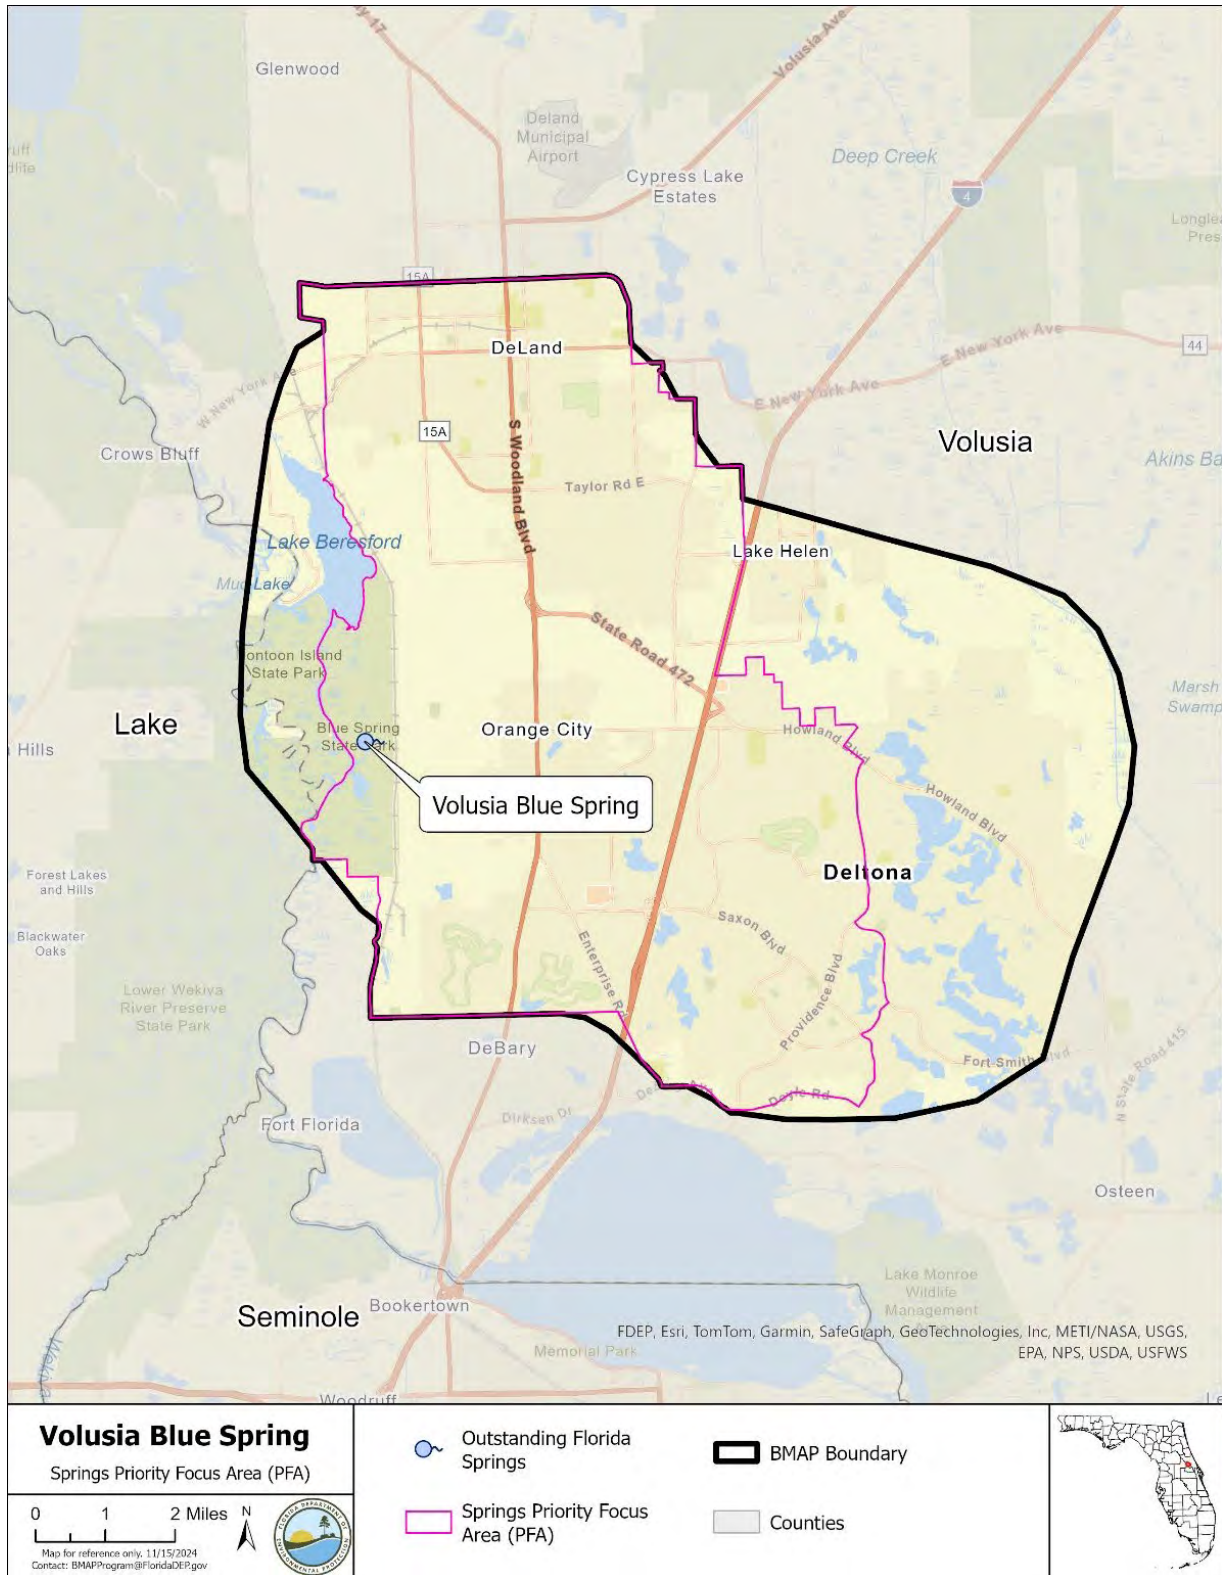 Glenwood
Volusia Ave
Deland
Municipal
Airport
Deep Creek
Cypress Lake
Estates
4
15A
DeLand
E New York Ave
44
W New York Ave
E New York Ave
15A
Crows Bluff
S Woodland Blvd
Volusia
Taylor Rd E
Lake Beresford
Lake Helen
Mud Lake
State Road 472
State Park
Marsh
Swamp
Lake
Blue Spring
State Park
Orange City
Howland Blvd
Hills
Howland Blvd
Volusia Blue Spring
Forest Lakes
and Hills
Deltona
Blackwater
Oaks
Saxon Blvd
Enterprise Rd
Providence Blvd
Lower Wekiva
River Preserve
State Park
DeBary
Fort Smith Blvd
N State Road 415
Doyle Rd
Dirksen Dr
Fort Florida
Osteen
Lake Monroe
Wildlife
Management
Seminole
Bookertown
FDEP, Esri, TomTom, Garmin, SafeGraph, GeoTechnologies, Inc, METI/NASA, USGS,
EPA, NPS, USDA, USFWS
Memorial Park
Wekiva
Woodruff
Volusia Blue Spring
Springs Priority Focus Area (PFA)
0 1 2 Miles N
Map for reference only. 11/15/2024
Contact: BMAPProgram@FloridaDEP.gov
FLORIDA DEPARTMENT OF
ENVIRONMENTAL PROTECTION
Outstanding Florida
Springs
Springs Priority Focus
Area (PFA)
BMAP Boundary
Counties